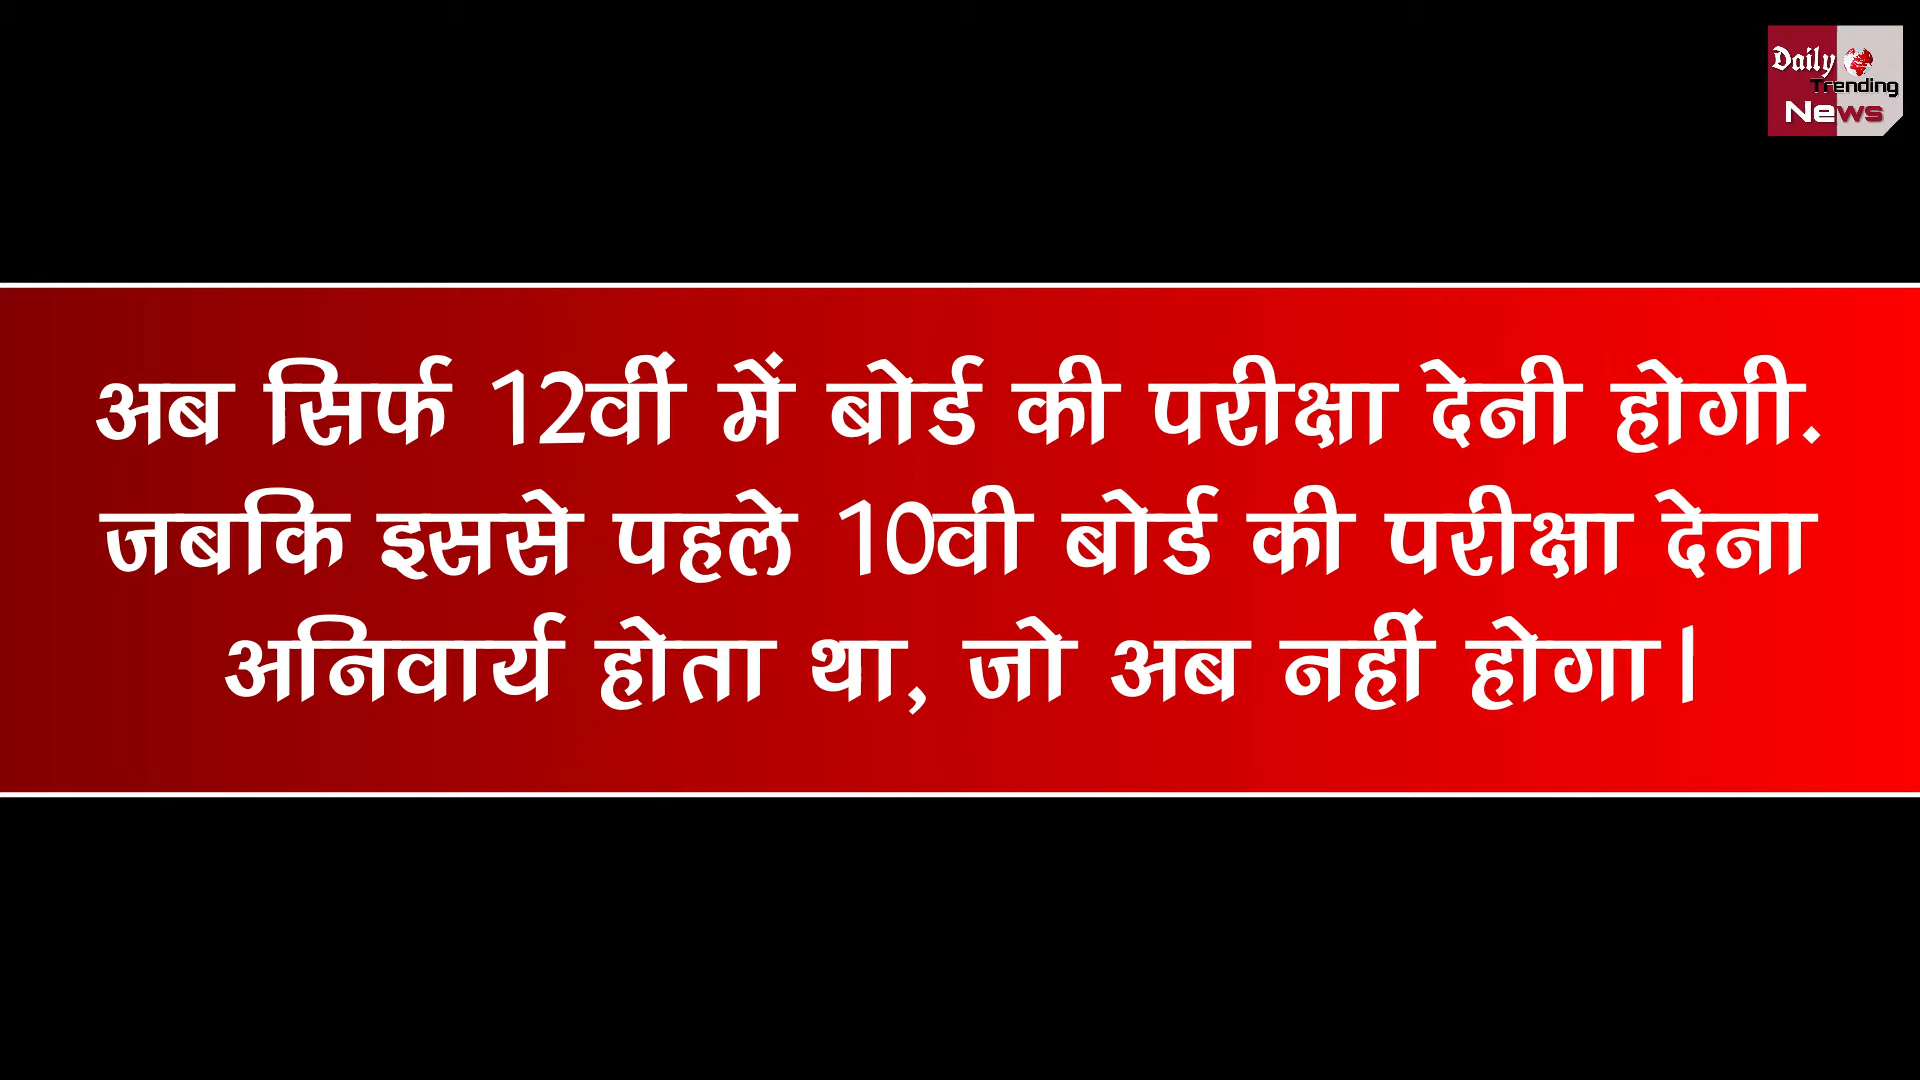 Daily
Trending
News
अब सिर्फ 12वीं में बोर्ड की परीक्षा देनी होगी.
जबकि इससे पहले 10वी बोर्ड की परीक्षा देना
अनिवार्य होता था, जो अब नहीं होगा।